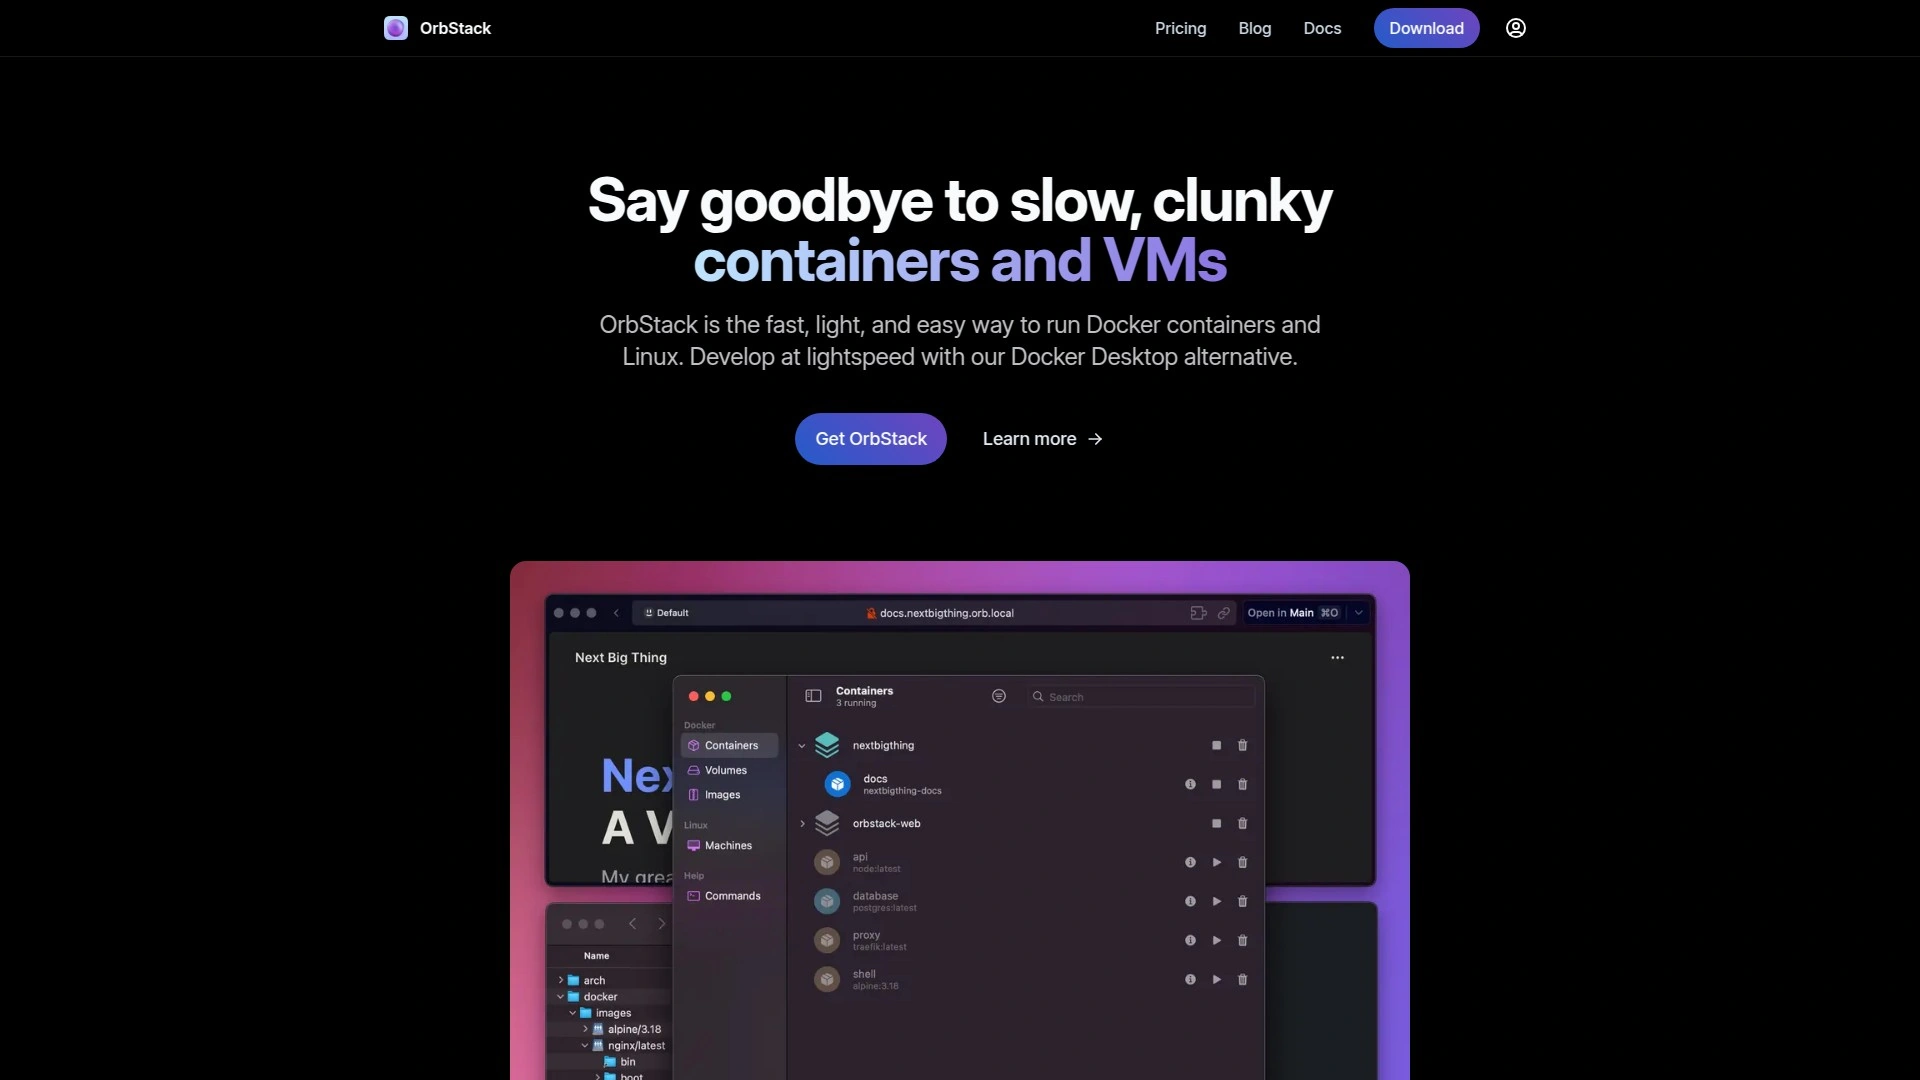 OrbStack
Pricing
Blog
Docs
Download
Say goodbye to slow, clunky
containers and VMs
OrbStack is the fast, light, and easy way to run Docker containers and
Linux. Develop at lightspeed with our Docker Desktop alternative.
Get OrbStack
Learn more →
Default
docs.nextbigthing.orb.local
Open in Main ⌘O
Next Big Thing
Nex
A V
My grea
Docker
Containers
Volumes
Images
Linux
Machines
Help
Commands
Containers
3 running
Search
nextbigthing
docs
nextbigthing-docs
orbstack-web
api
node:latest
database
postgres:latest
proxy
traefik:latest
shell
alpine:3.18
Name
arch
docker
images
alpine/3.18
nginx/latest
bin
boot